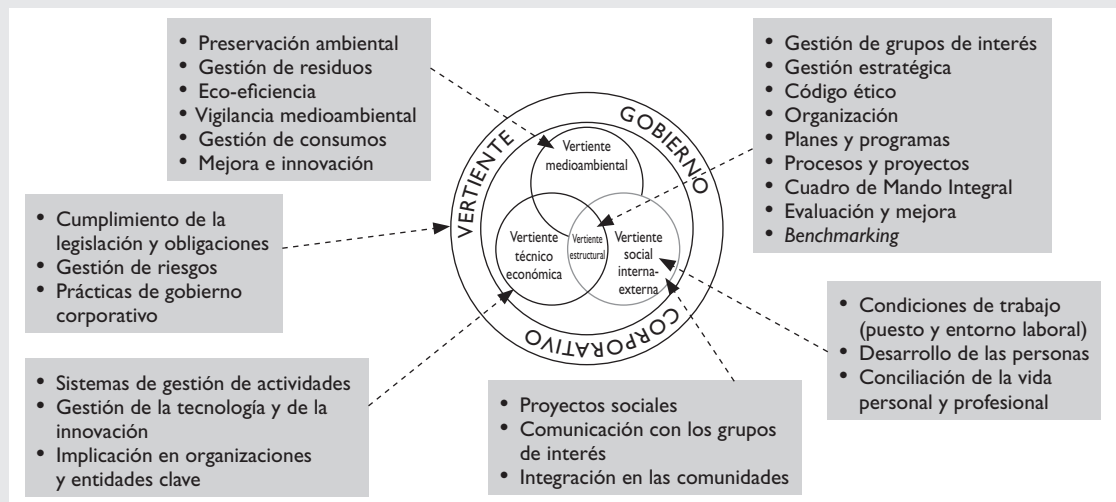 • Preservación ambiental
• Gestión de residuos
• Eco-eficiencia
• Vigilancia medioambiental
• Gestión de consumos
• Mejora e innovación
• Gestión de grupos de interés
• Gestión estratégica
• Código ético
• Organización
• Planes y programas
• Procesos y proyectos
• Cuadro de Mando Integral
• Evaluación y mejora
• Benchmarking
VERTIENTE GOBIERNO CORPORATIVO
Vertiente
medioambiental
Vertiente
técnico
económica
Vertiente
estructural
Vertiente
social
interna-
externa
• Cumplimiento de la
legislación y obligaciones
• Gestión de riesgos
• Prácticas de gobierno
corporativo
• Condiciones de trabajo
(puesto y entorno laboral)
• Desarrollo de las personas
• Conciliación de la vida
personal y profesional
• Sistemas de gestión de actividades
• Gestión de la tecnología y de la
innovación
• Implicación en organizaciones
y entidades clave
• Proyectos sociales
• Comunicación con los grupos
de interés
• Integración en las comunidades